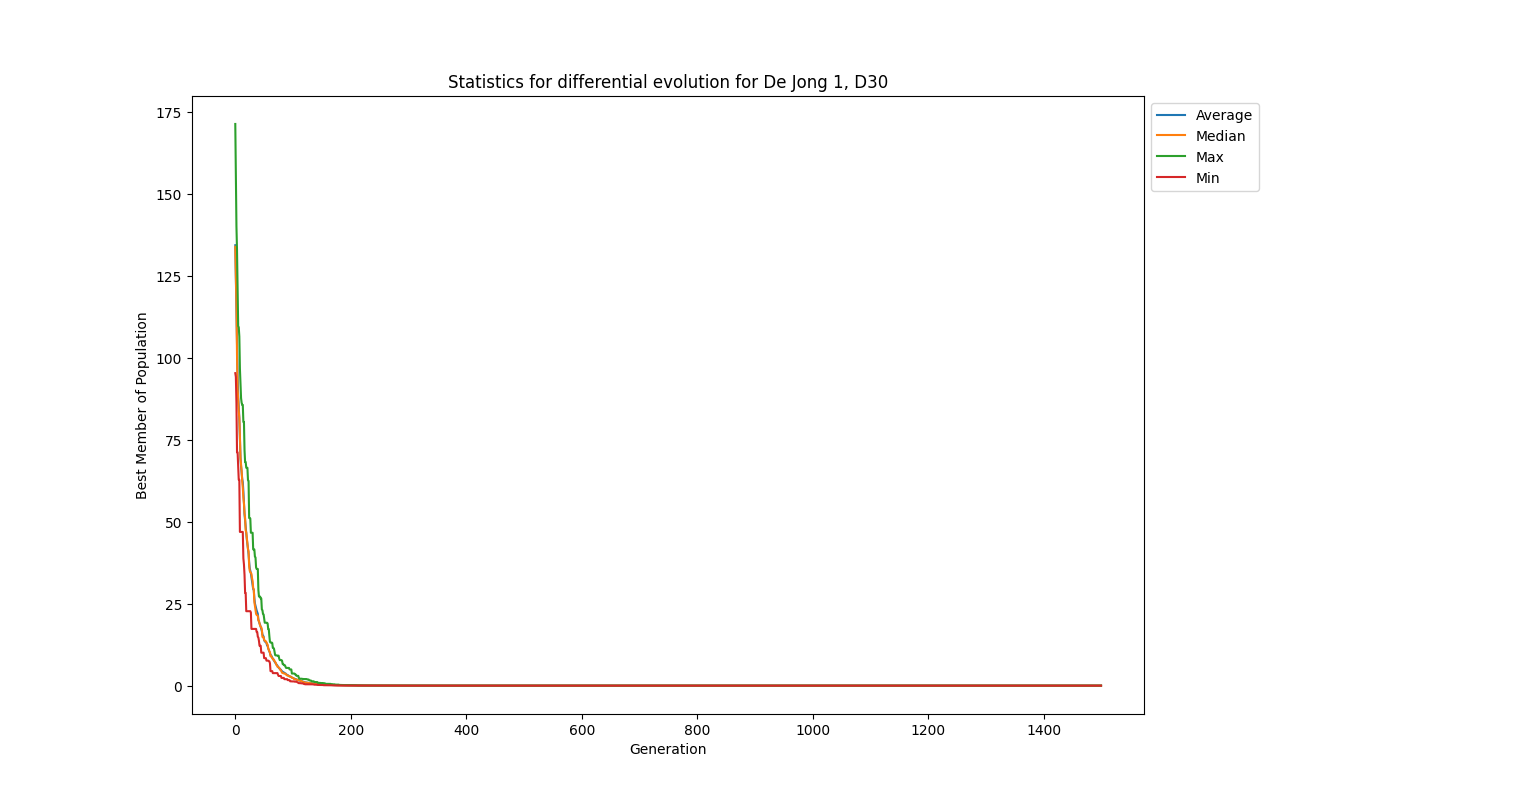 Statistics for differential evolution for De Jong 1, D30
175
150
125
100
75
50
25
0
Best Member of Population
0 200 400 600 800 1000 1200 1400
Generation
Average
Median
Max
Min